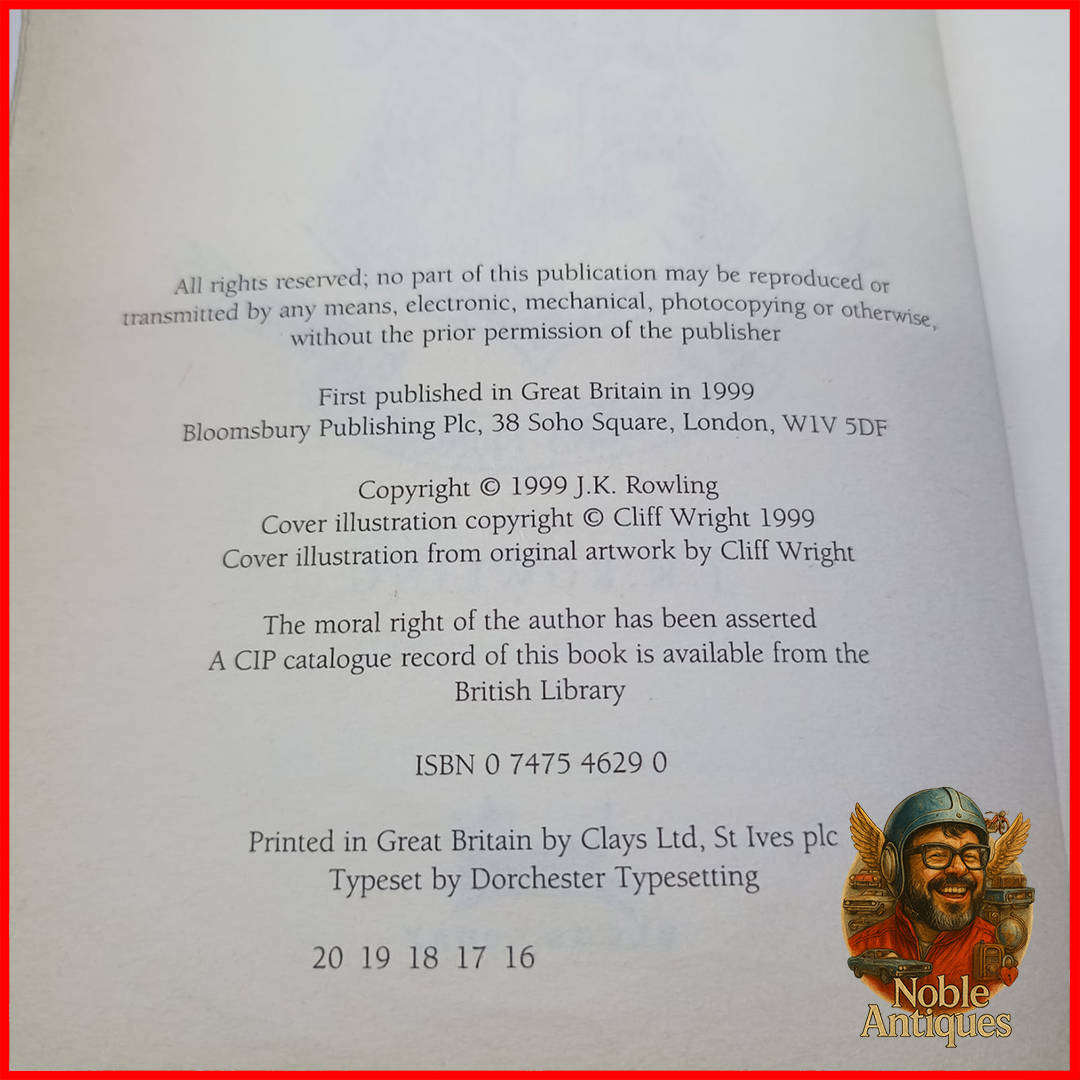 All rights reserved; no part of this publication may be reproduced or
transmitted by any means, electronic, mechanical, photocopying or otherwise,
without the prior permission of the publisher
First published in Great Britain in 1999
Bloomsbury Publishing Plc, 38 Soho Square, London, W1V 5DF
Copyright © 1999 J.K. Rowling
Cover illustration copyright © Cliff Wright 1999
Cover illustration from original artwork by Cliff Wright
The moral right of the author has been asserted
A CIP catalogue record of this book is available from the
British Library
ISBN 0 7475 4629 0
Printed in Great Britain by Clays Ltd, St Ives plc
Typeset by Dorchester Typesetting
20 19 18 17 16
Noble
Antiques